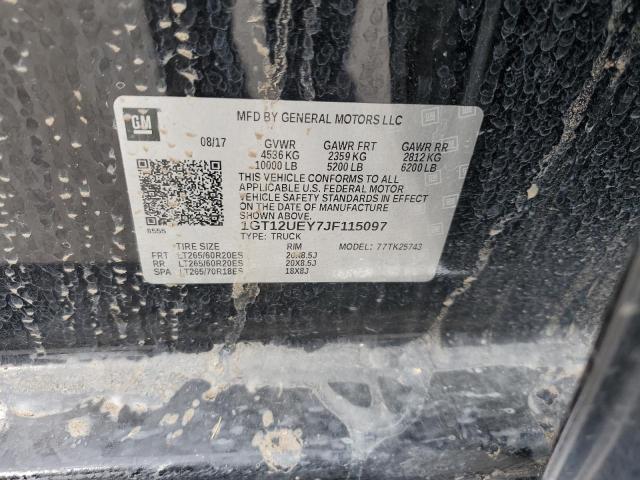 GM
MFD BY GENERAL MOTORS LLC
08/17 GVWR GAWR FRT GAWR RR
4536 KG 2359 KG 2812 KG
10000 LB 5200 LB 6200 LB
THIS VEHICLE CONFORMS TO ALL
APPLICABLE U.S. FEDERAL MOTOR
VEHICLE SAFETY STANDARDS IN EFFECT
ON THE DATE OF MANUFACTURE
SHOWN ABOVE.
8555 1GT12UEY7JF115097
TYPE: TRUCK
TIRE SIZE RIM MODEL: 77TK25743
FRT LT265/60R20ES 20X8.5J
RR LT265/60R20ES 20X8.5J
SPA LT265/70R18ES 18X8J